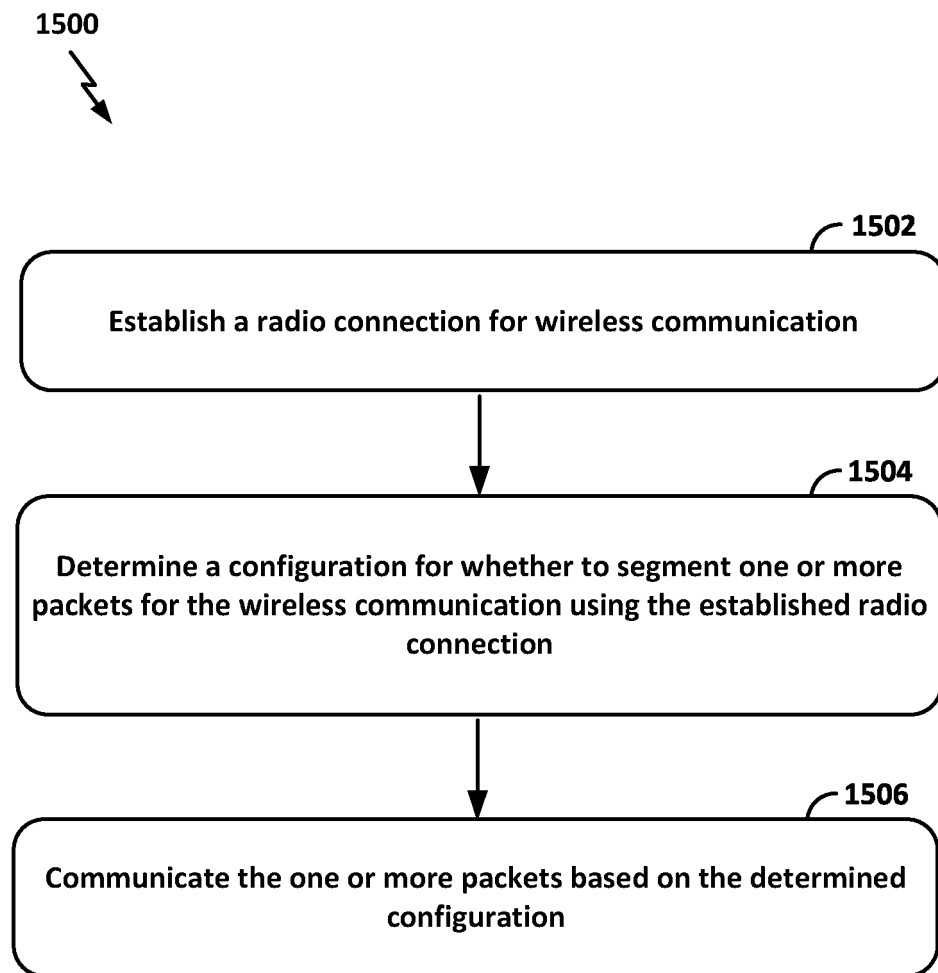 1500
1502
Establish a radio connection for wireless communication
1504
Determine a configuration for whether to segment one or more
packets for the wireless communication using the established radio
connection
1506
Communicate the one or more packets based on the determined
configuration